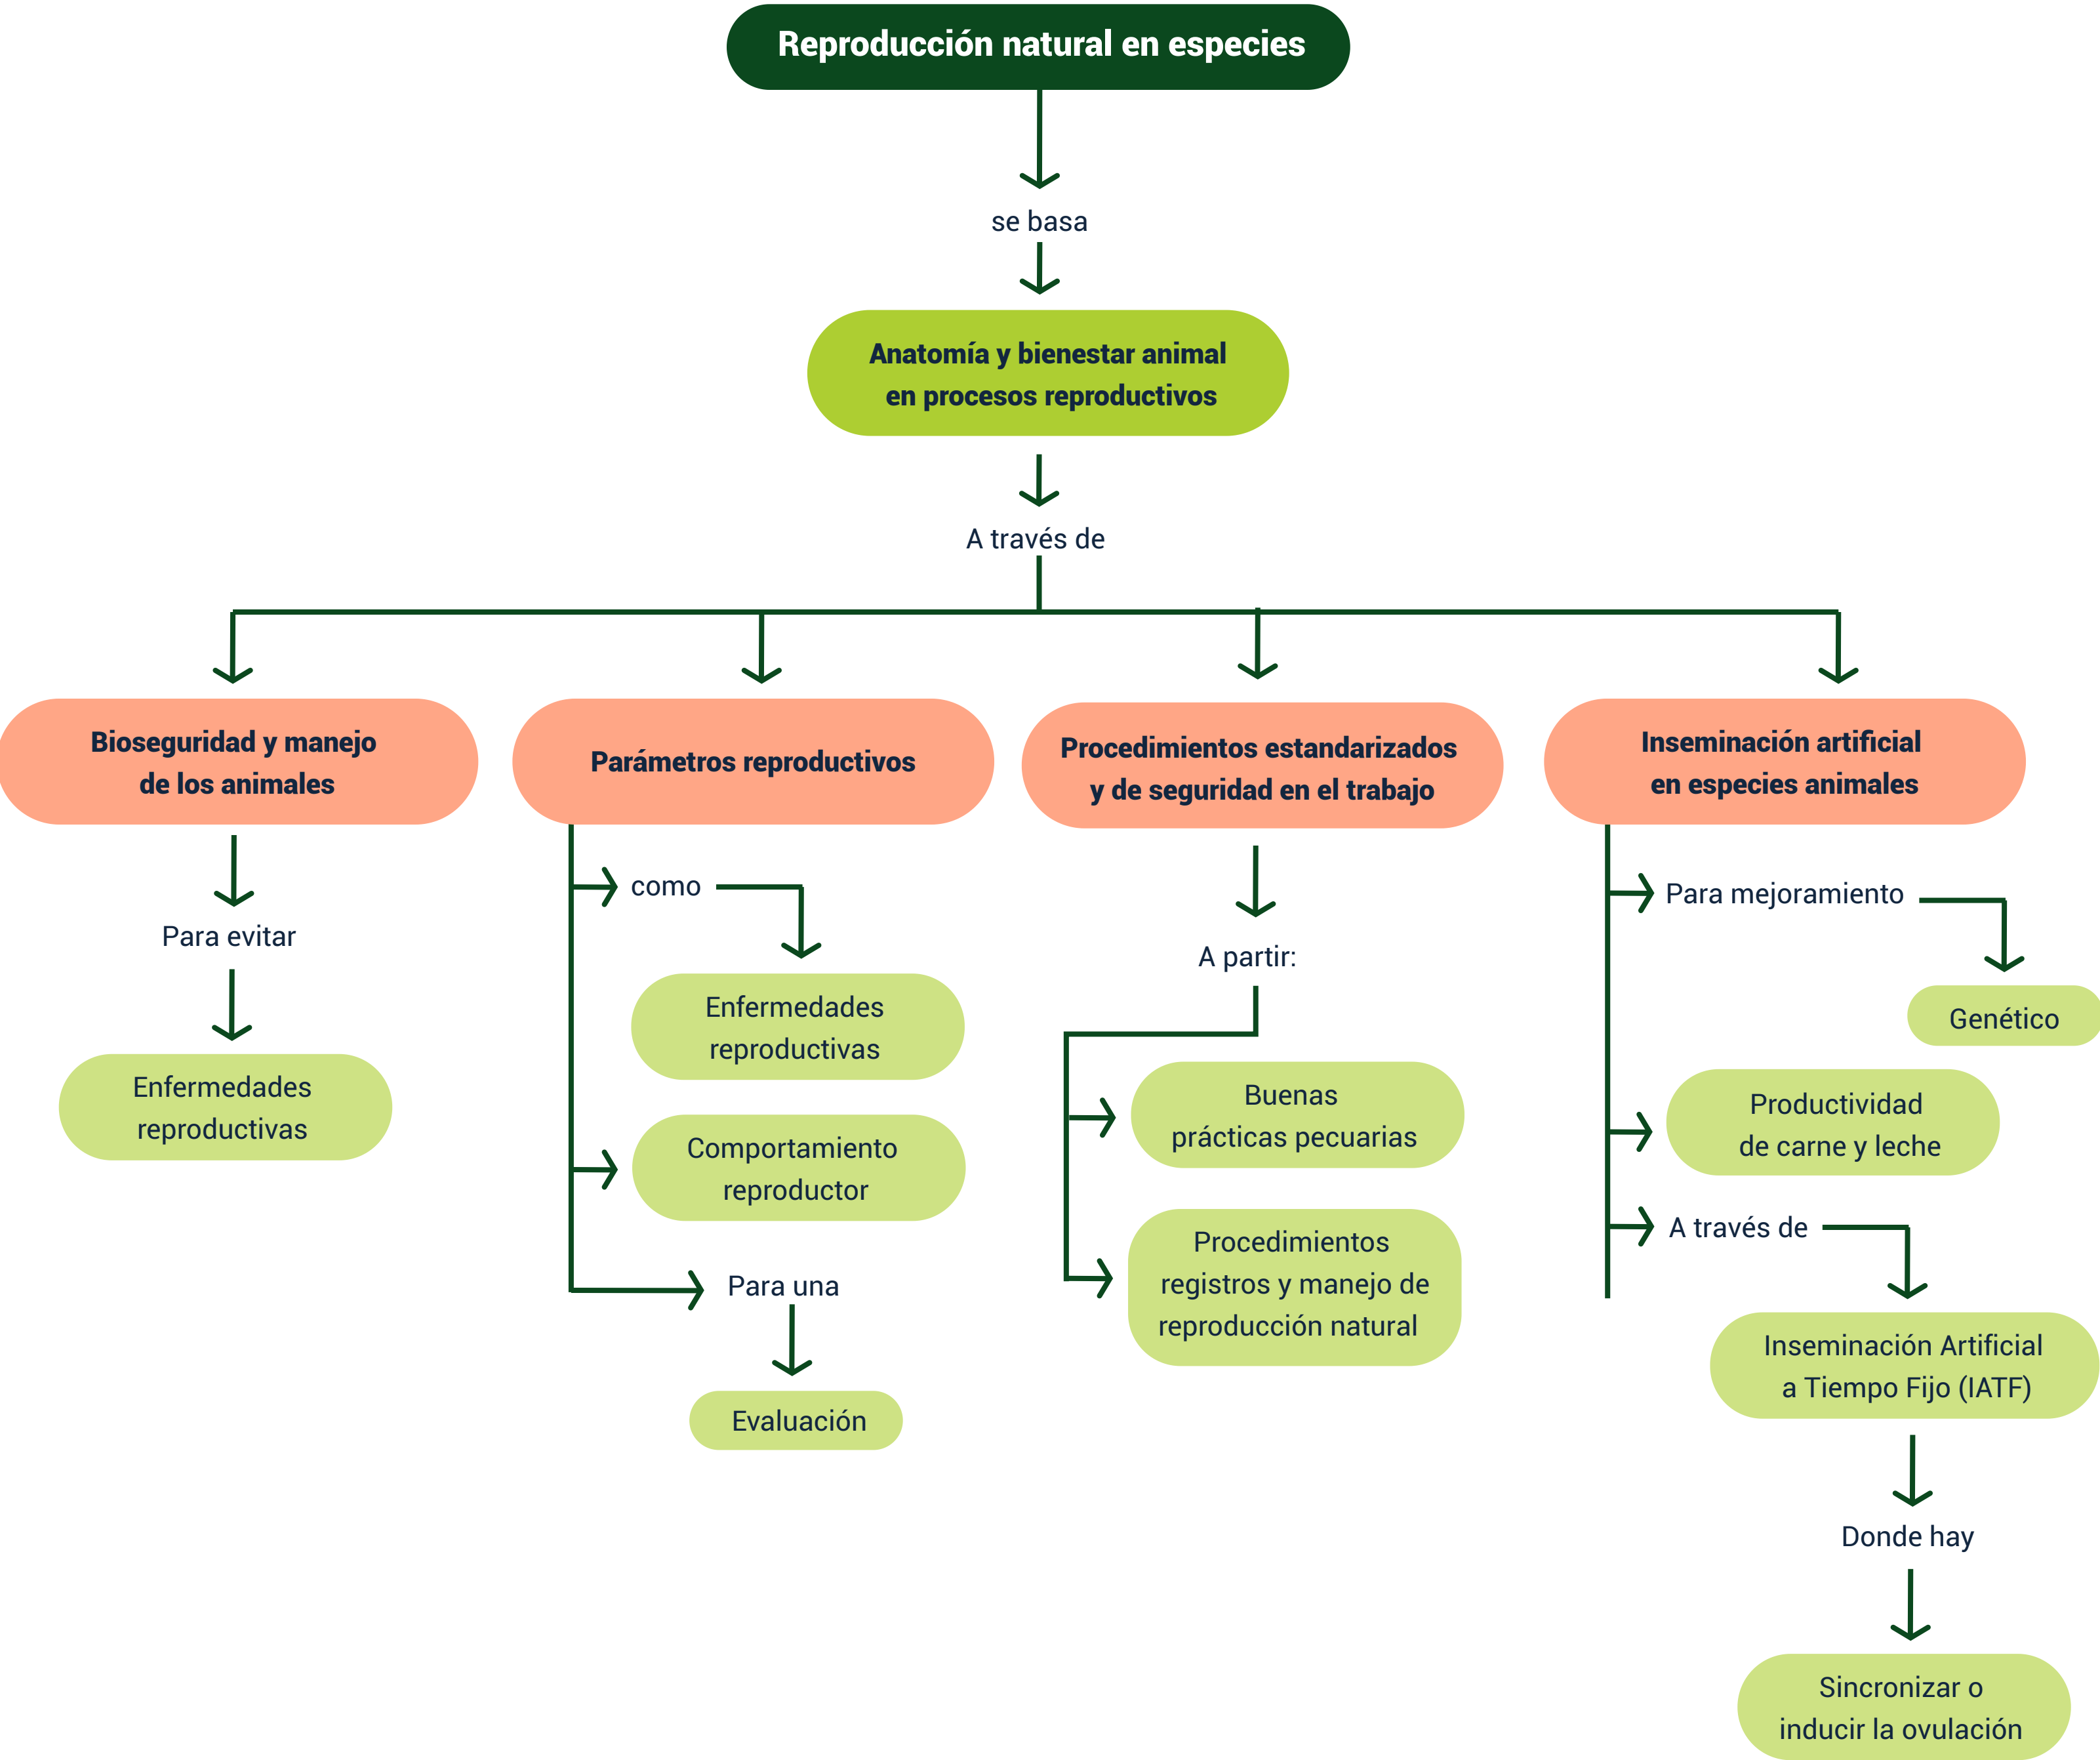 Reproducción natural en especies
se basa
Anatomía y bienestar animal
en procesos reproductivos
A través de
Bioseguridad y manejo
de los animales
Para evitar
Enfermedades
reproductivas
Parámetros reproductivos
como
Enfermedades
reproductivas
Comportamiento
reproductor
Para una
Evaluación
Procedimientos estandarizados
y de seguridad en el trabajo
A partir:
Buenas
prácticas pecuarias
Procedimientos
registros y manejo de
reproducción natural
Inseminación artificial
en especies animales
Para mejoramiento
Genético
Productividad
de carne y leche
A través de
Inseminación Artificial
a Tiempo Fijo (IATF)
Donde hay
Sincronizar o
inducir la ovulación